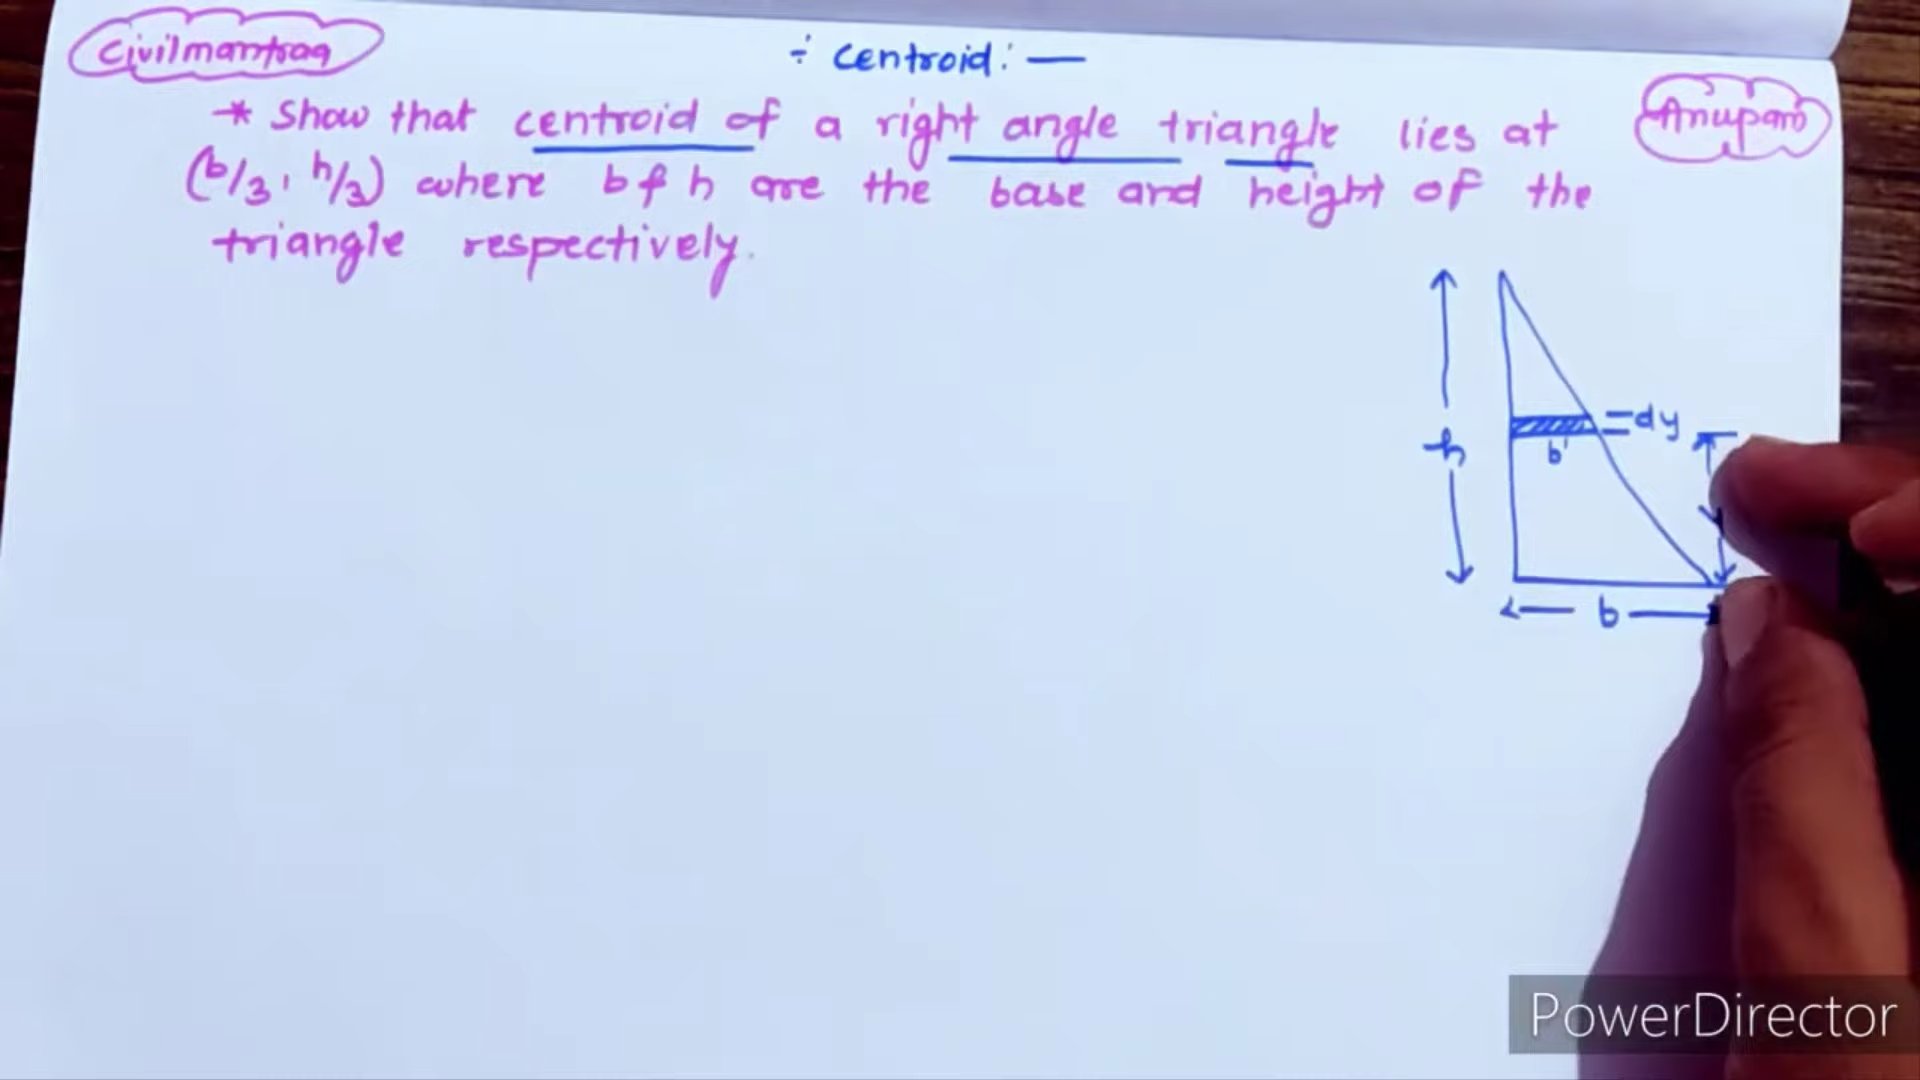 Civilmantraa
÷ centroid: —
Anupam
* Show that centroid of a right angle triangle lies at
(b/3, h/3) where b & h are the base and height of the
triangle respectively.
dy
h
b'
y
b
PowerDirector